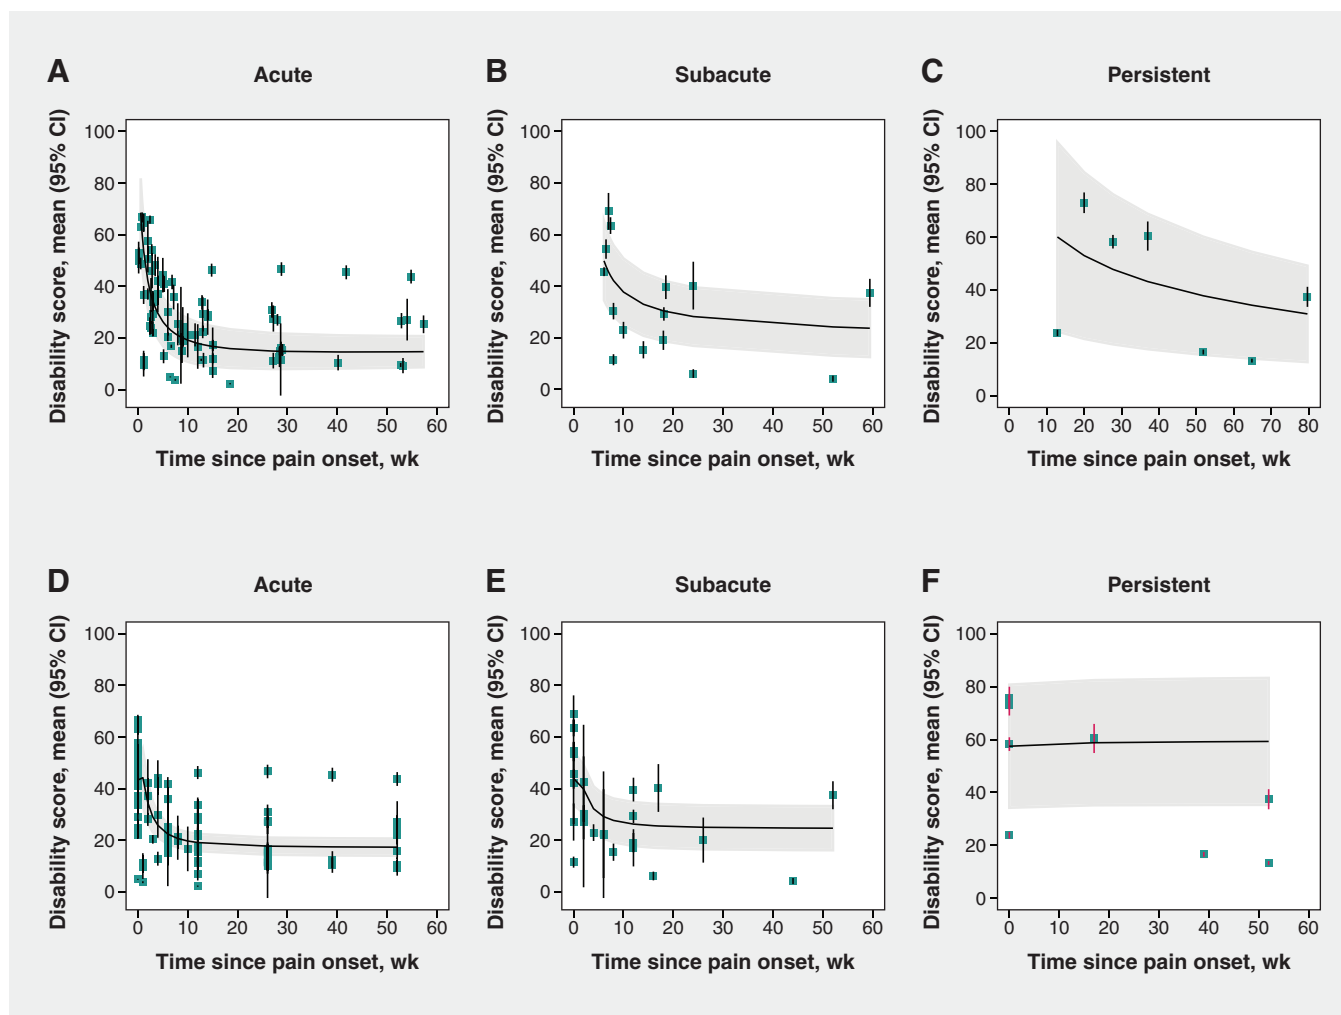 A
Acute
Disability score, mean (95% CI)
100
80
60
40
20
0
0 10 20 30 40 50 60
Time since pain onset, wk
B
Subacute
Disability score, mean (95% CI)
100
80
60
40
20
0
0 10 20 30 40 50 60
Time since pain onset, wk
C
Persistent
Disability score, mean (95% CI)
100
80
60
40
20
0
0 10 20 30 40 50 60 70 80
Time since pain onset, wk
D
Acute
Disability score, mean (95% CI)
100
80
60
40
20
0
0 10 20 30 40 50 60
Time since pain onset, wk
E
Subacute
Disability score, mean (95% CI)
100
80
60
40
20
0
0 10 20 30 40 50 60
Time since pain onset, wk
F
Persistent
Disability score, mean (95% CI)
100
80
60
40
20
0
0 10 20 30 40 50 60
Time since pain onset, wk